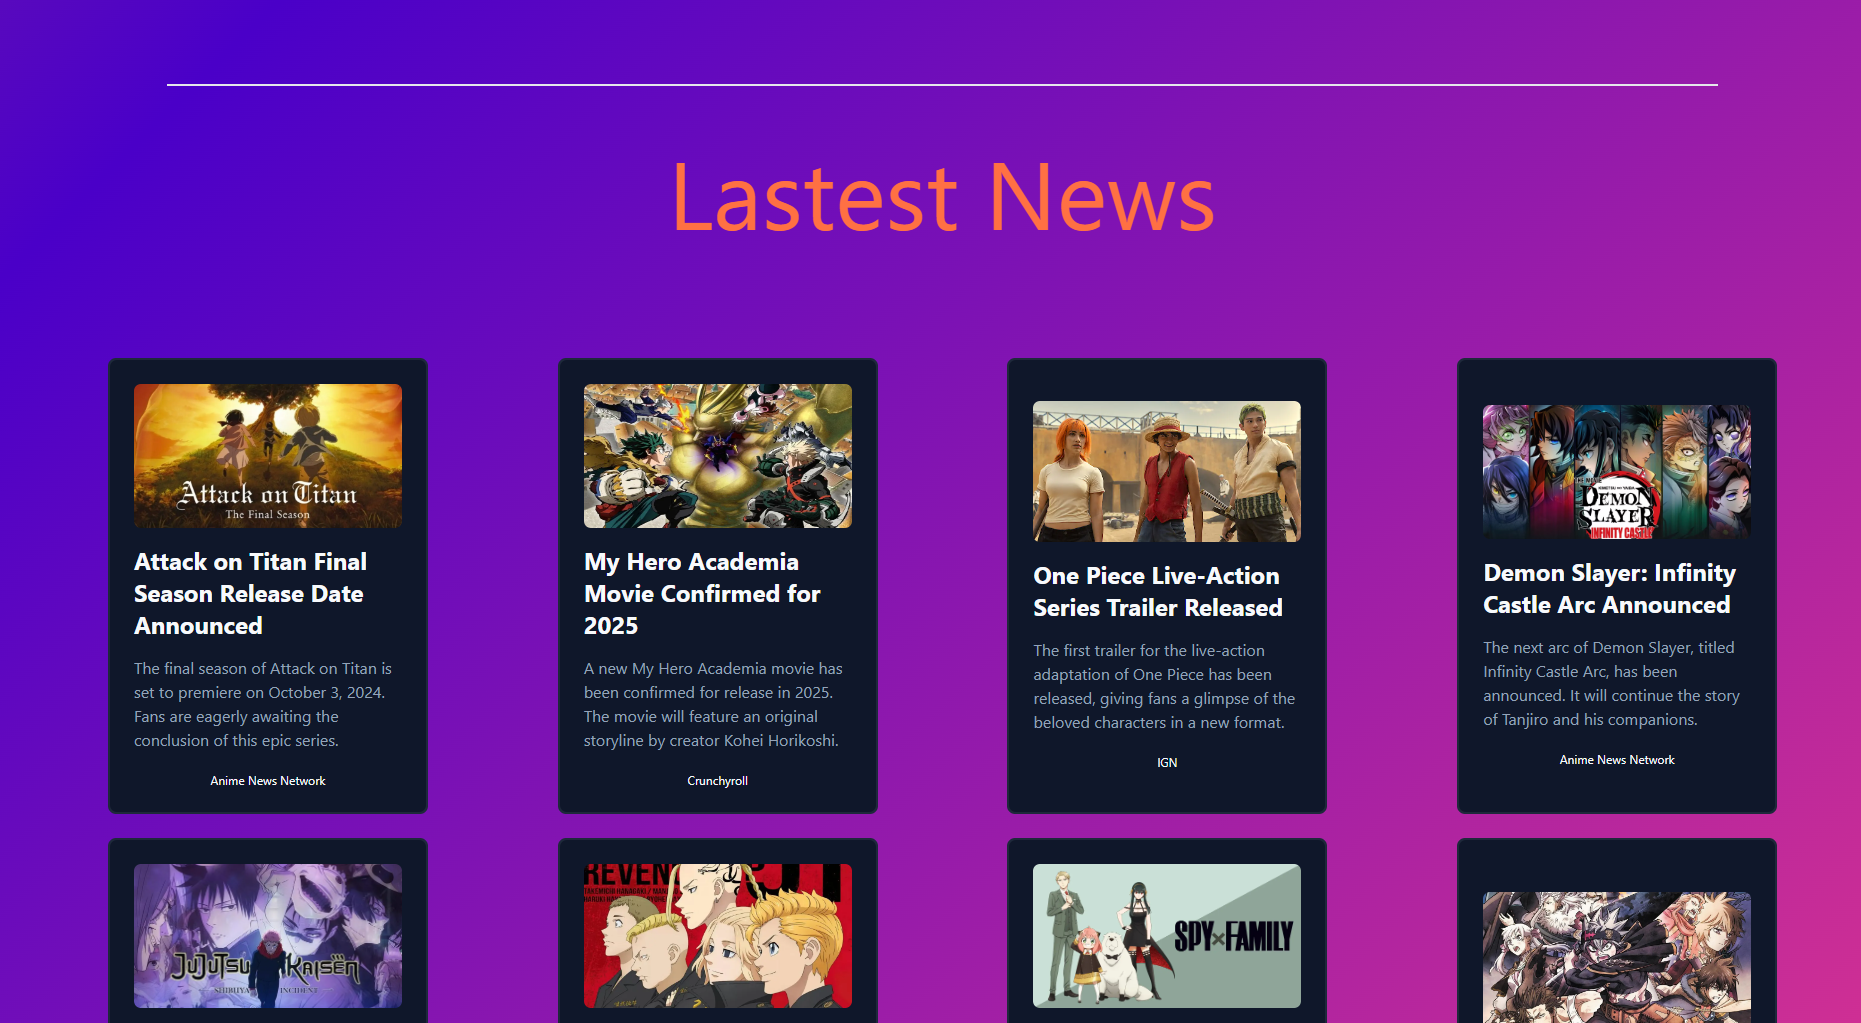 Lastest News
Attack on Titan
The Final Season
Attack on Titan Final
Season Release Date
Announced
The final season of Attack on Titan is
set to premiere on October 3, 2024.
Fans are eagerly awaiting the
conclusion of this epic series.
Anime News Network
My Hero Academia
Movie Confirmed for
2025
A new My Hero Academia movie has
been confirmed for release in 2025.
The movie will feature an original
storyline by creator Kohei Horikoshi.
Crunchyroll
One Piece Live-Action
Series Trailer Released
The first trailer for the live-action
adaptation of One Piece has been
released, giving fans a glimpse of the
beloved characters in a new format.
IGN
DEMON
SLAYER
INFINITY CASTLE
Demon Slayer: Infinity
Castle Arc Announced
The next arc of Demon Slayer, titled
Infinity Castle Arc, has been
announced. It will continue the story
of Tanjiro and his companions.
Anime News Network
JUJUTSU KAISEN
SHIBUYA INCIDENT
REVEN
SPY×FAMILY